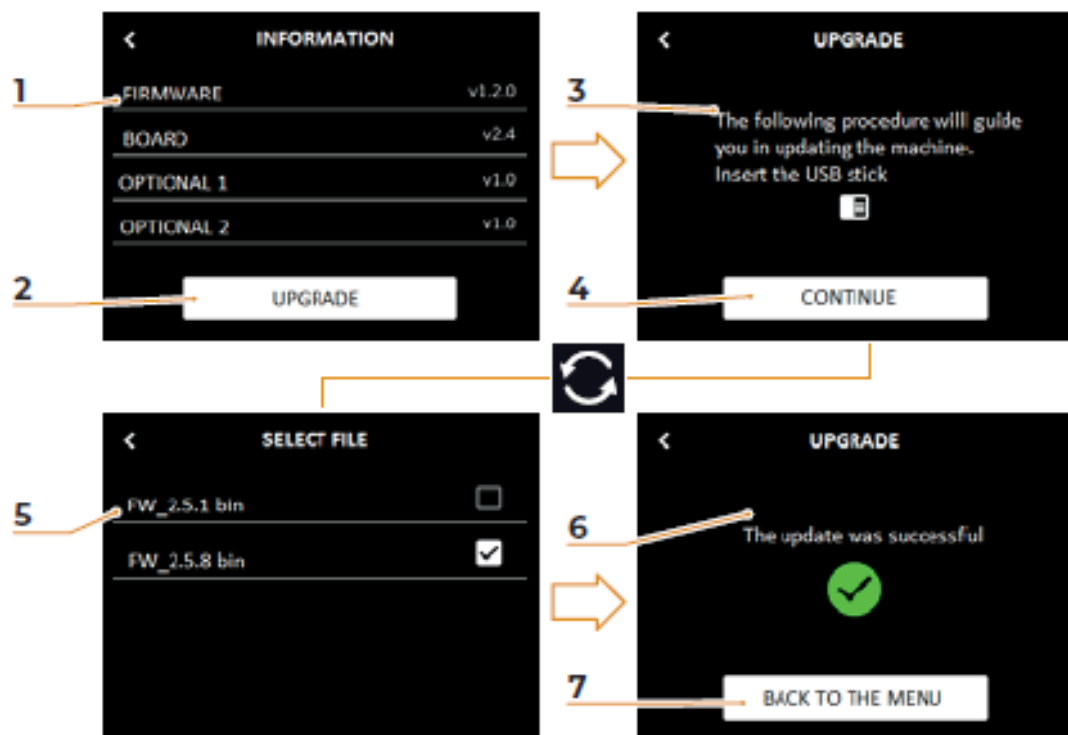 < INFORMATION
1 FIRMWARE v1.2.0
BOARD v2.4
OPTIONAL 1 v1.0
OPTIONAL 2 v1.0
2 UPGRADE
< UPGRADE
3 The following procedure will guide
you in updating the machine.
Insert the USB stick
4 CONTINUE
< SELECT FILE
5 FW_2.5.1 bin
FW_2.5.8 bin
< UPGRADE
6 The update was successful
7 BACK TO THE MENU